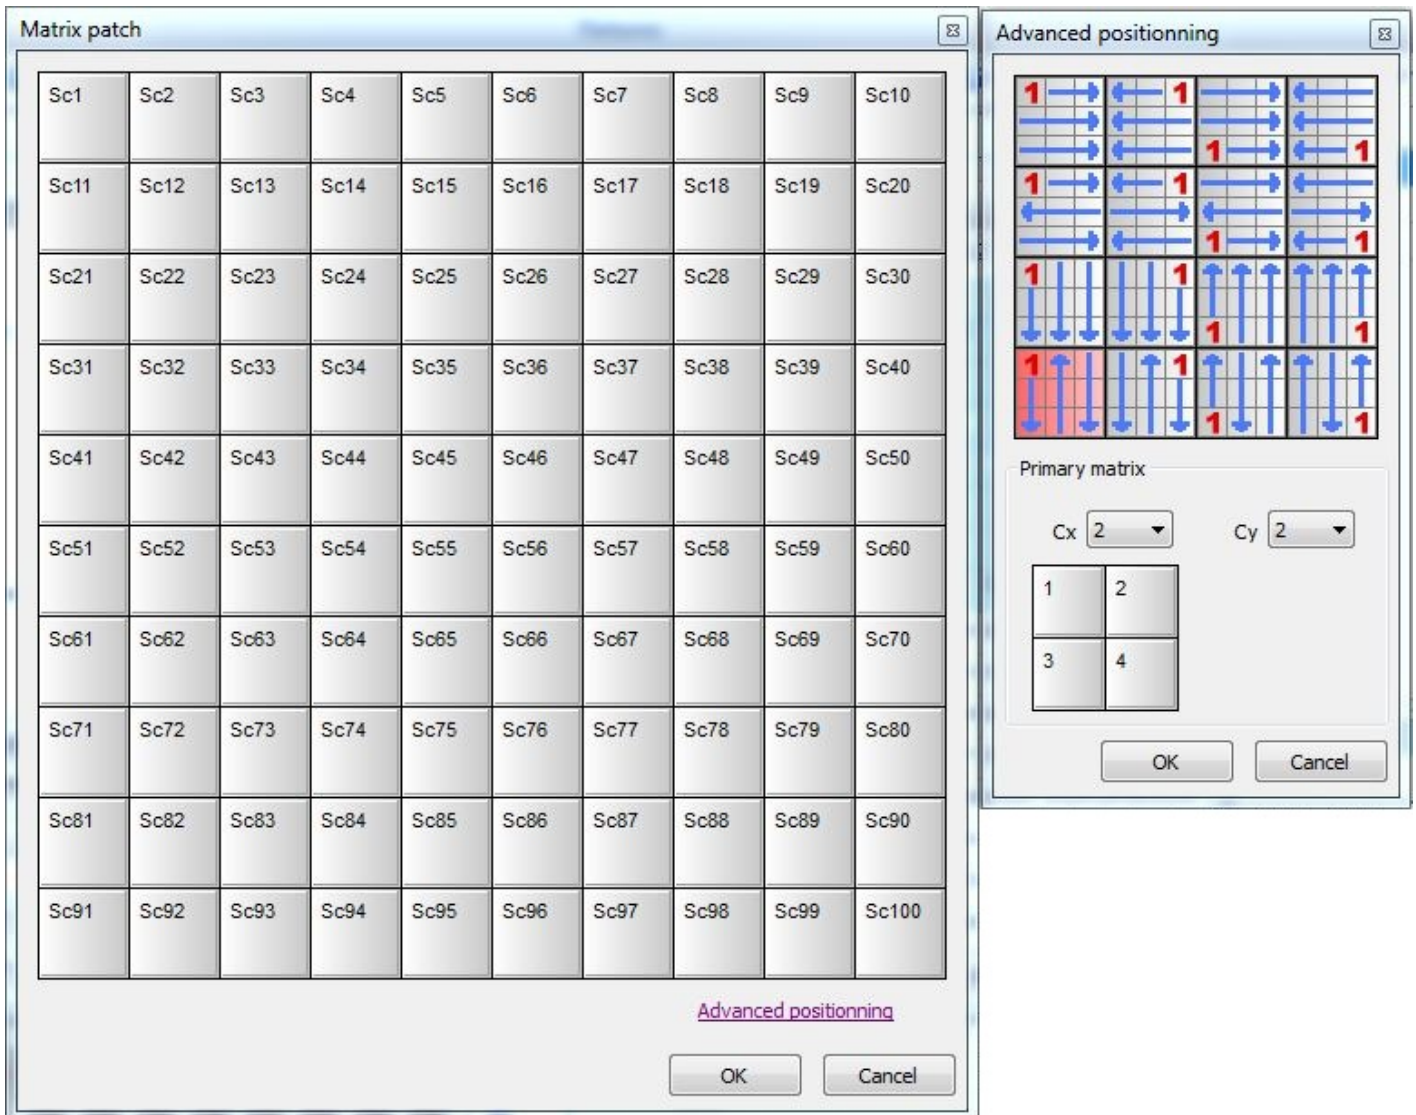 Matrix patch
Sc1 Sc2 Sc3 Sc4 Sc5 Sc6 Sc7 Sc8 Sc9 Sc10
Sc11 Sc12 Sc13 Sc14 Sc15 Sc16 Sc17 Sc18 Sc19 Sc20
Sc21 Sc22 Sc23 Sc24 Sc25 Sc26 Sc27 Sc28 Sc29 Sc30
Sc31 Sc32 Sc33 Sc34 Sc35 Sc36 Sc37 Sc38 Sc39 Sc40
Sc41 Sc42 Sc43 Sc44 Sc45 Sc46 Sc47 Sc48 Sc49 Sc50
Sc51 Sc52 Sc53 Sc54 Sc55 Sc56 Sc57 Sc58 Sc59 Sc60
Sc61 Sc62 Sc63 Sc64 Sc65 Sc66 Sc67 Sc68 Sc69 Sc70
Sc71 Sc72 Sc73 Sc74 Sc75 Sc76 Sc77 Sc78 Sc79 Sc80
Sc81 Sc82 Sc83 Sc84 Sc85 Sc86 Sc87 Sc88 Sc89 Sc90
Sc91 Sc92 Sc93 Sc94 Sc95 Sc96 Sc97 Sc98 Sc99 Sc100
Advanced positionning
OK Cancel
Advanced positionning
1 1
1 1
1 1
1 1
1 1
1 1
1 1
1 1
Primary matrix
Cx 2 Cy 2
1 2
3 4
OK Cancel